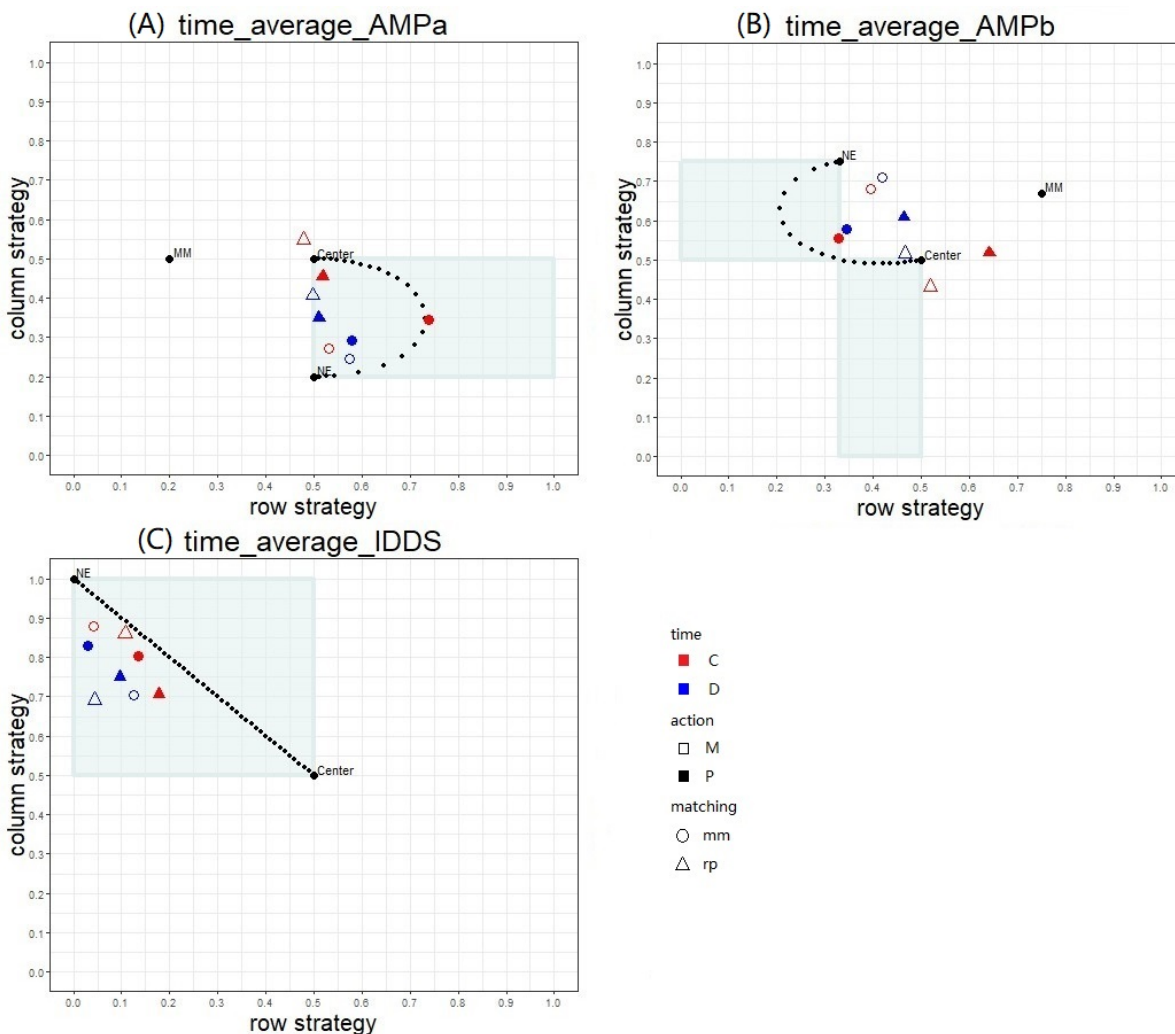 (A) time_average_AMPa
column strategy
1.0
0.9
0.8
0.7
0.6
0.5
0.4
0.3
0.2
0.1
0.0
MM
Center
NE
0.0 0.1 0.2 0.3 0.4 0.5 0.6 0.7 0.8 0.9 1.0
row strategy
(B) time_average_AMPb
column strategy
1.0
0.9
0.8
0.7
0.6
0.5
0.4
0.3
0.2
0.1
0.0
NE
MM
Center
0.0 0.1 0.2 0.3 0.4 0.5 0.6 0.7 0.8 0.9 1.0
row strategy
(C) time_average_IDDS
column strategy
1.0
0.9
0.8
0.7
0.6
0.5
0.4
0.3
0.2
0.1
0.0
NE
Center
0.0 0.1 0.2 0.3 0.4 0.5 0.6 0.7 0.8 0.9 1.0
row strategy
time
C
D
action
M
P
matching
mm
rp